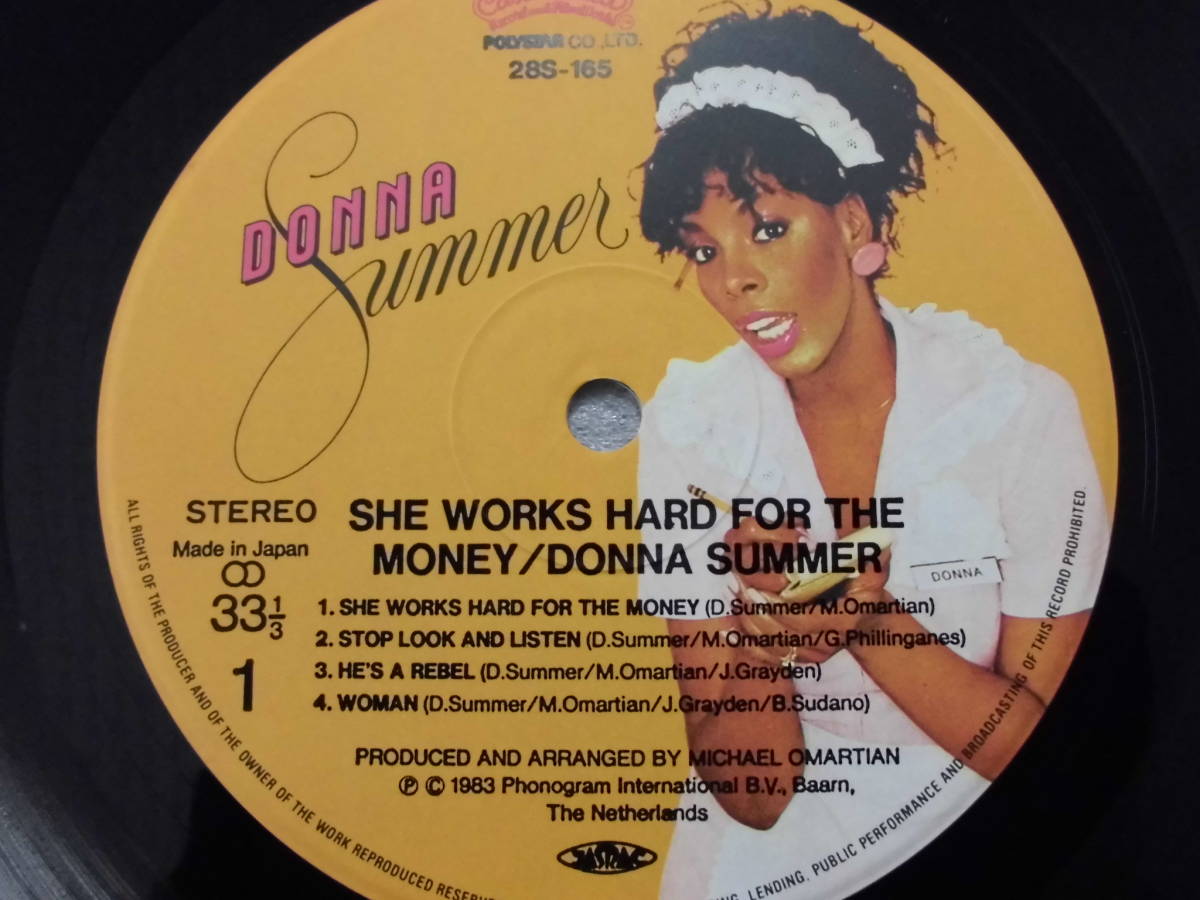 POLYSTAR CO.,LTD.
28S-165
DONNA
Summer
STEREO
Made in Japan
33 1/3
1
SHE WORKS HARD FOR THE
MONEY/DONNA SUMMER
1. SHE WORKS HARD FOR THE MONEY (D.Summer/M.Omartian)
2. STOP LOOK AND LISTEN (D.Summer/M.Omartian/G.Phillinganes)
3. HE'S A REBEL (D.Summer/M.Omartian/J.Grayden)
4. WOMAN (D.Summer/M.Omartian/J.Grayden/B.Sudano)
DONNA
PRODUCED AND ARRANGED BY MICHAEL OMARTIAN
Ⓟ © 1983 Phonogram International B.V., Baarn,
The Netherlands
JASRAC
ALL RIGHTS OF THE PRODUCER AND OF THE OWNER OF THE WORK REPRODUCED RESERVED
LENDING, PUBLIC PERFORMANCE AND BROADCASTING OF THIS RECORD PROHIBITED.